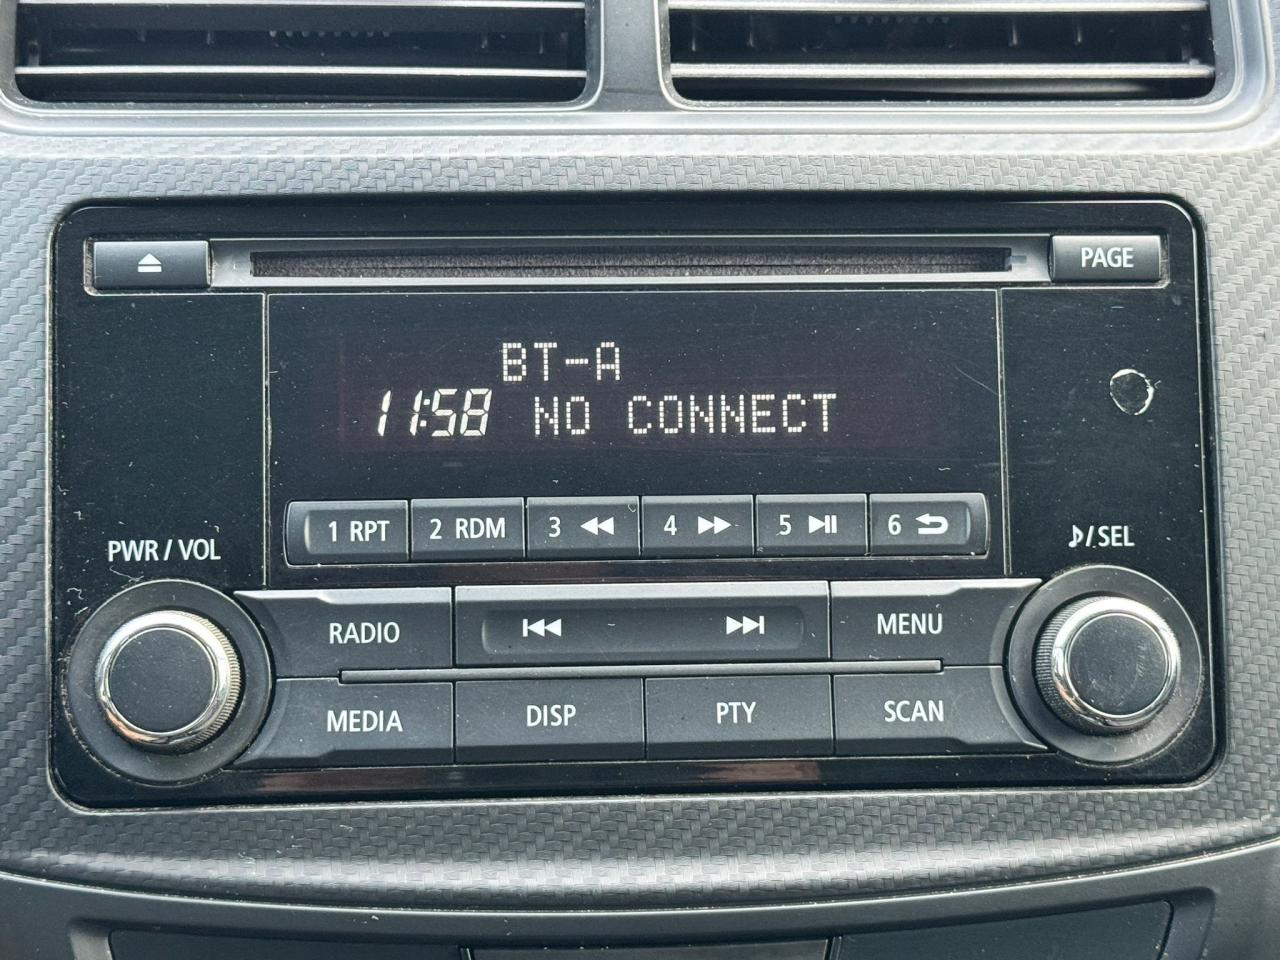 PAGE
BT-A
11:58 NO CONNECT
1 RPT 2 RDM 3 4 5 6
PWR / VOL
♪/SEL
RADIO
MENU
MEDIA DISP PTY SCAN